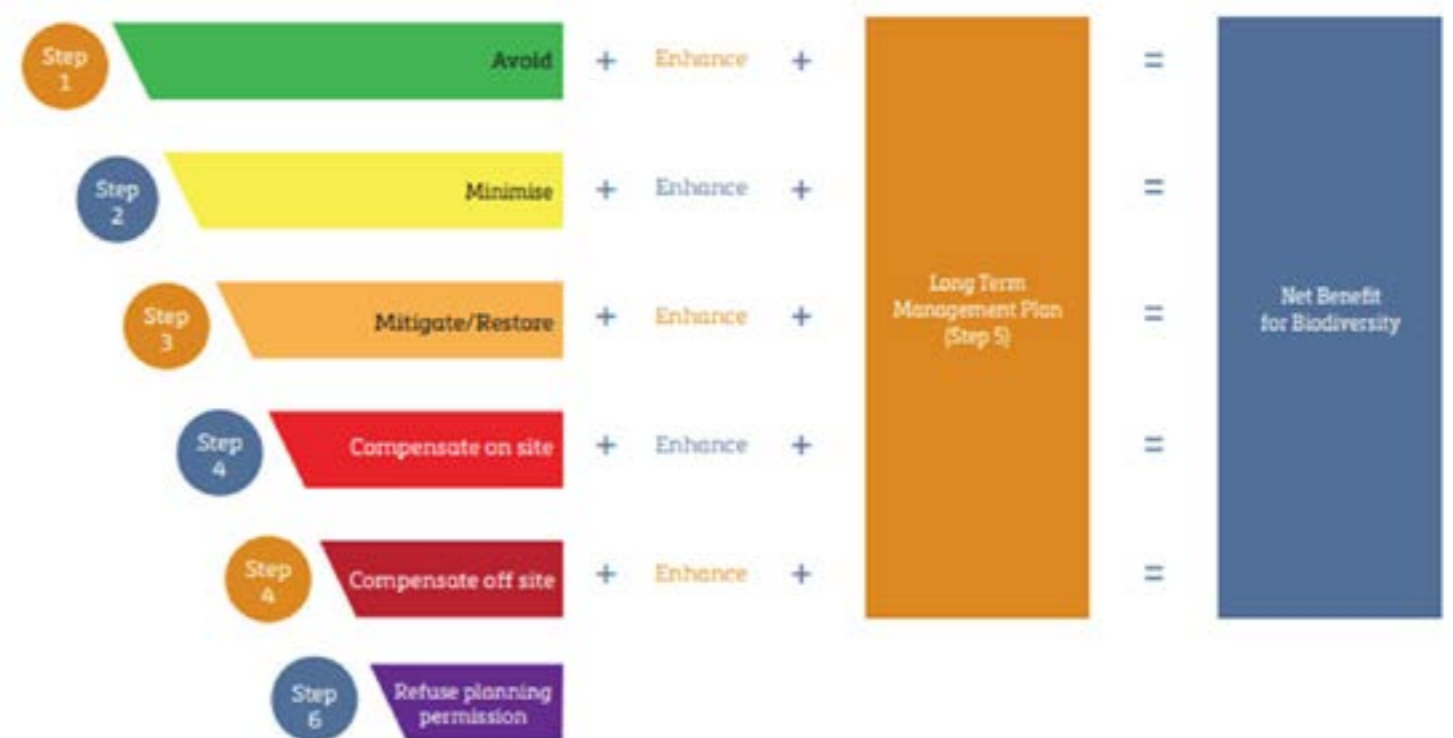 Step
1
Avoid
+ Enhance +
=
Step
2
Minimise
+ Enhance +
=
Step
3
Mitigate/Restore
+ Enhance +
=
Long Term
Management Plan
(Step 5)
Net Benefit
for Biodiversity
Step
4
Compensate on site
+ Enhance +
=
Step
4
Compensate off site
+ Enhance +
=
Step
6
Refuse planning
permission